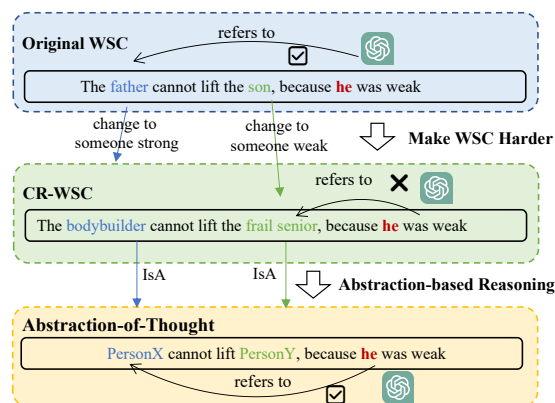 Original WSC
refers to
The father cannot lift the son, because he was weak
change to
someone strong
change to
someone weak
Make WSC Harder
CR-WSC
refers to
The bodybuilder cannot lift the frail senior, because he was weak
IsA
IsA
Abstraction-based Reasoning
Abstraction-of-Thought
PersonX cannot lift PersonY, because he was weak
refers to